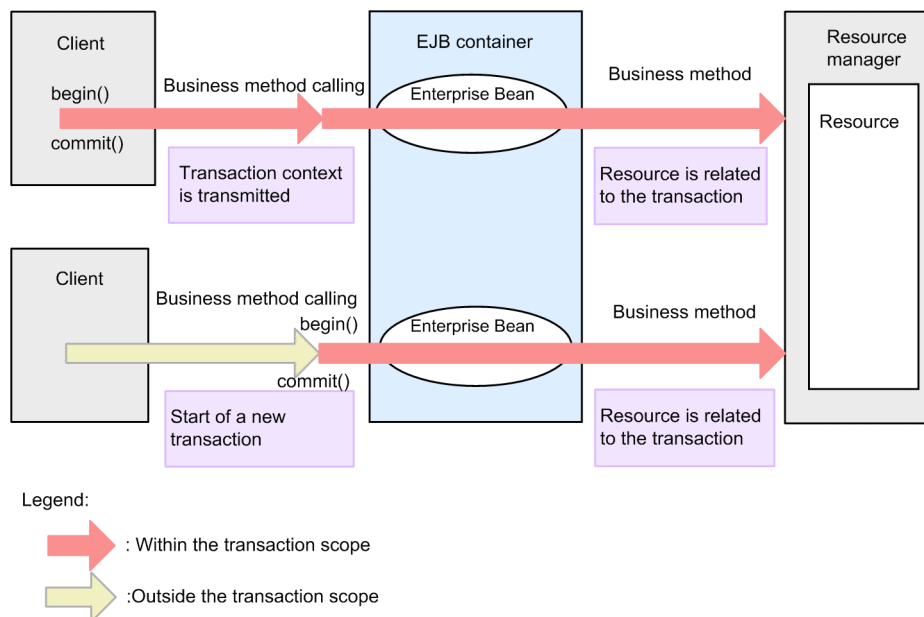 Client
EJB container
Resource
manager
begin()
Business method calling
Enterprise Bean
Business method
commit()
Resource
Transaction context
is transmitted
Resource is related
to the transaction
Client
Business method calling
begin()
Enterprise Bean
Business method
commit()
Start of a new
transaction
Resource is related
to the transaction
Legend:
: Within the transaction scope
:Outside the transaction scope